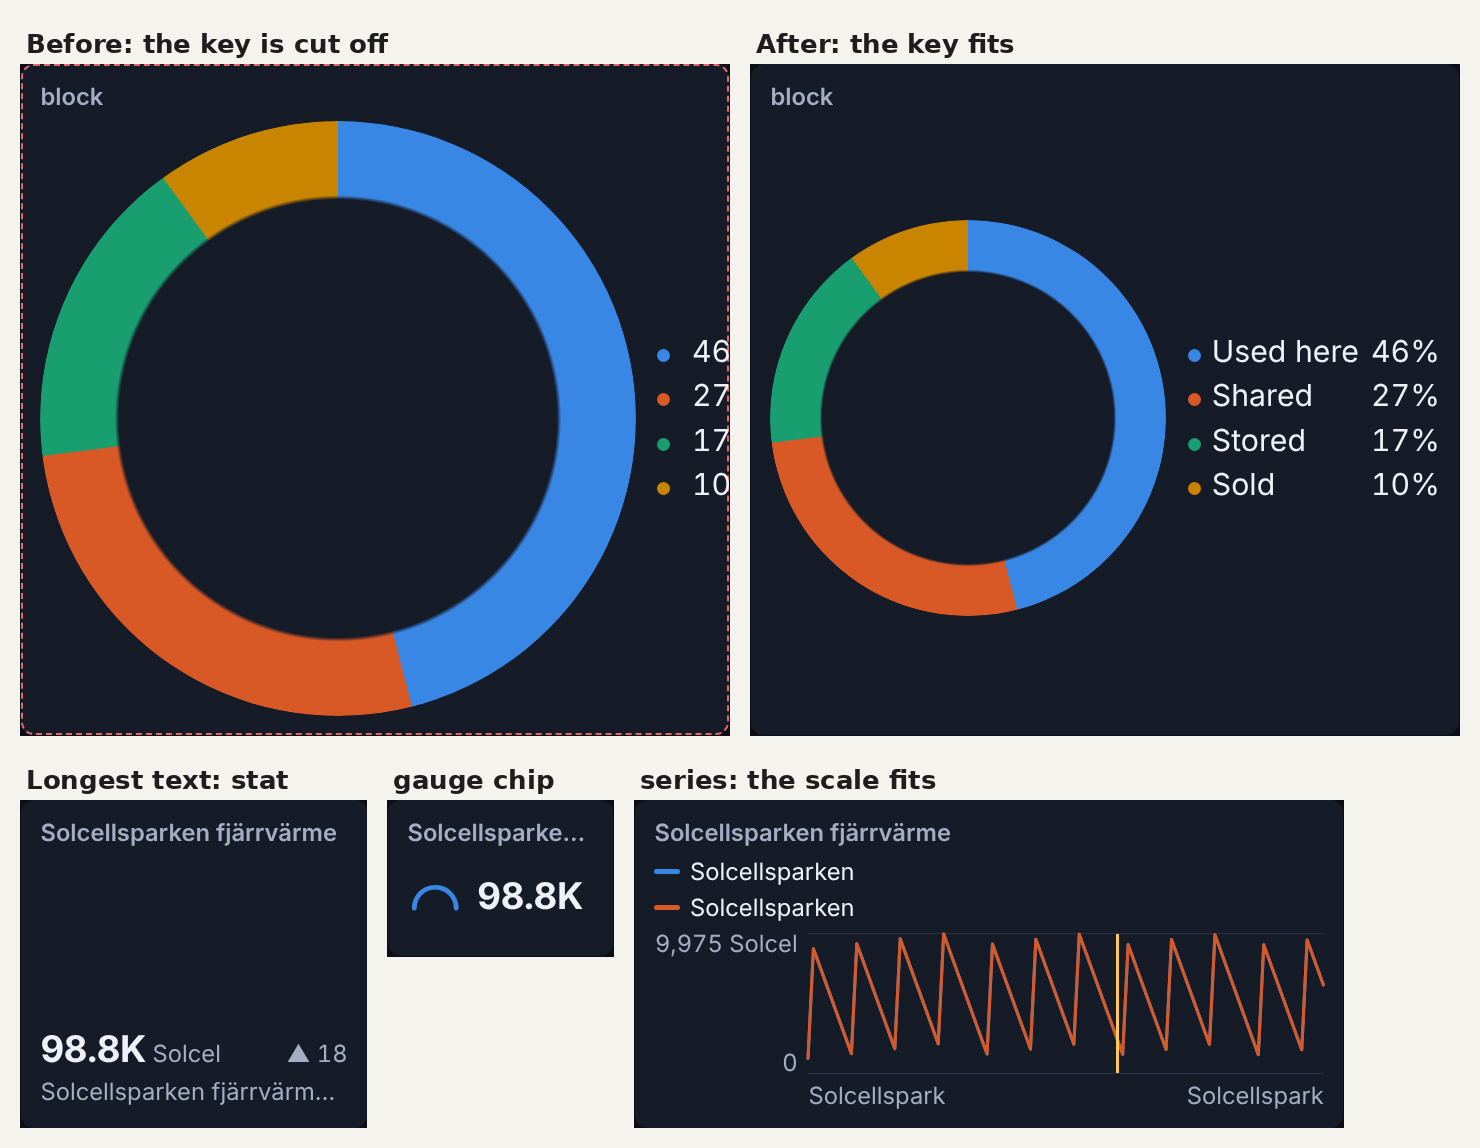 Before: the key is cut off
After: the key fits
block
46
27
17
10
block
Used here 46%
Shared 27%
Stored 17%
Sold 10%
Longest text: stat
gauge chip
series: the scale fits
Solcellsparken fjärrvärme
98.8K Solcel ▲ 18
Solcellsparken fjärrvärm...
Solcellsparke...
98.8K
Solcellsparken fjärrvärme
Solcellsparken
Solcellsparken
9,975 Solcel
0
Solcellspark Solcellspark